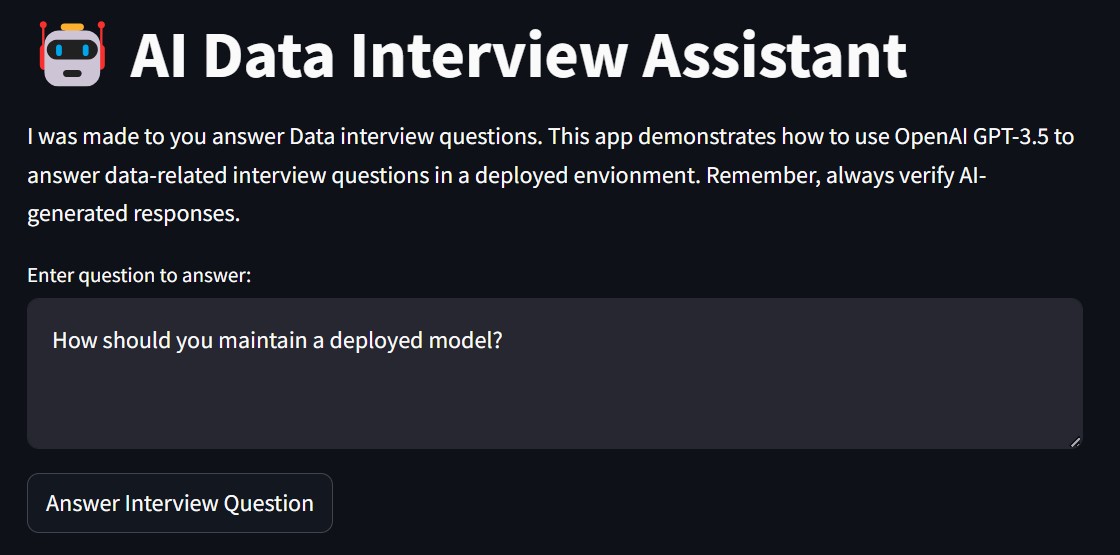 AI Data Interview Assistant
I was made to you answer Data interview questions. This app demonstrates how to use OpenAI GPT-3.5 to
answer data-related interview questions in a deployed envionment. Remember, always verify AI-
generated responses.
Enter question to answer:
How should you maintain a deployed model?
Answer Interview Question